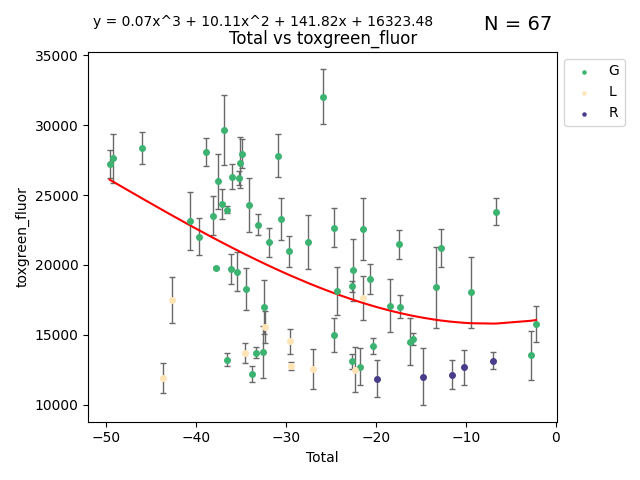 y = 0.07x^3 + 10.11x^2 + 141.82x + 16323.48
N = 67
Total vs toxgreen_fluor
35000
30000
25000
20000
15000
10000
toxgreen_fluor
−50
−40
−30
−20
−10
0
Total
G
L
R